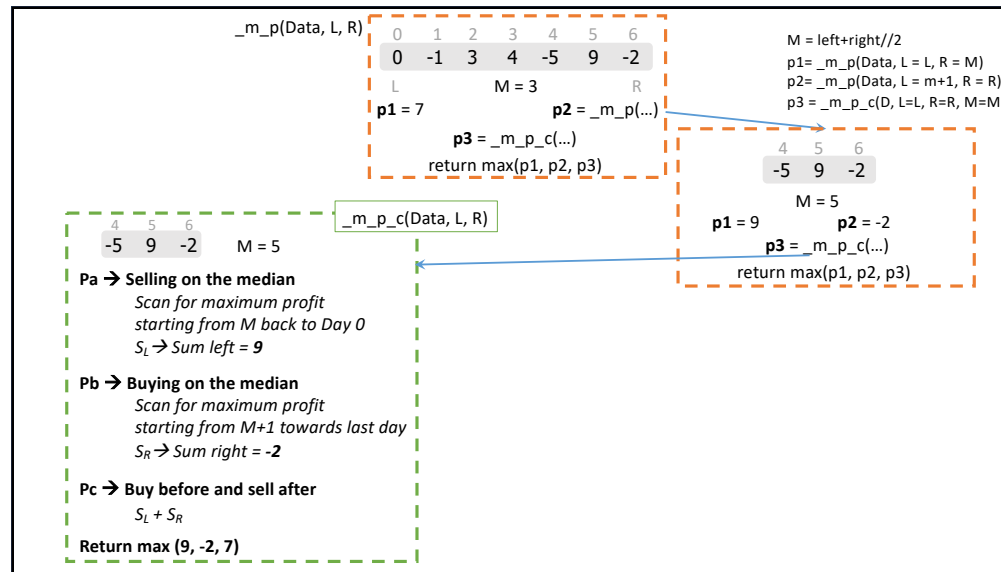 _m_p(Data, L, R)
0 1 2 3 4 5 6
0 -1 3 4 -5 9 -2
L M = 3 R
p1 = 7 p2 = _m_p(...)
p3 = _m_p_c(...)
return max(p1, p2, p3)
M = left+right//2
p1= _m_p(Data, L = L, R = M)
p2= _m_p(Data, L = m+1, R = R)
p3 = _m_p_c(D, L=L, R=R, M=M
4 5 6
-5 9 -2
M = 5
p1 = 9 p2 = -2
p3 = _m_p_c(...)
return max(p1, p2, p3)
_m_p_c(Data, L, R)
4 5 6
-5 9 -2 M = 5
Pa → Selling on the median
Scan for maximum profit
starting from M back to Day 0
SL → Sum left = 9
Pb → Buying on the median
Scan for maximum profit
starting from M+1 towards last day
SR → Sum right = -2
Pc → Buy before and sell after
SL + SR
Return max (9, -2, 7)